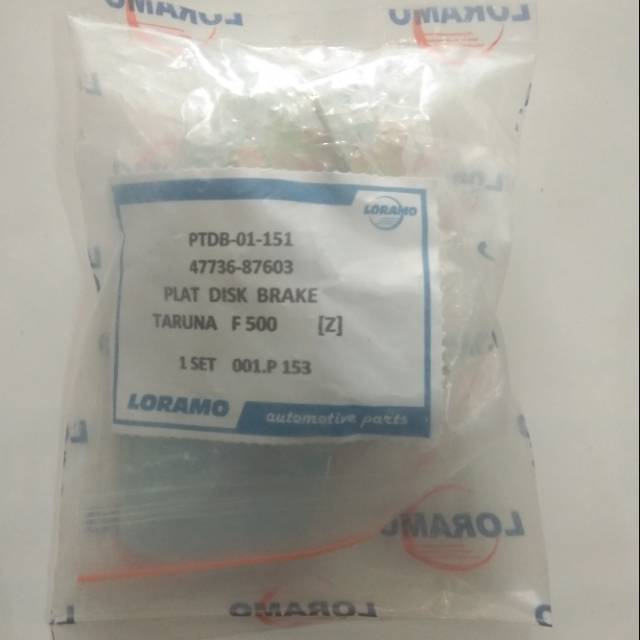 LORAMO
LORAMO
LORAMO
PTDB-01-151
47736-87603
PLAT DISK BRAKE
TARUNA F 500 [Z]
1 SET 001.P 153
LORAMO automotive parts
LORAMO
LORAMO